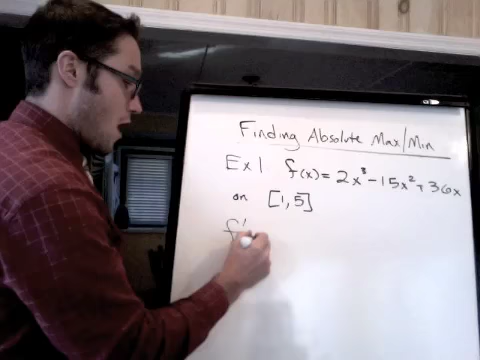 Finding Absolute Max/Min
Ex 1 f(x) = 2x³ - 15x² + 36x
on [1, 5]
f'